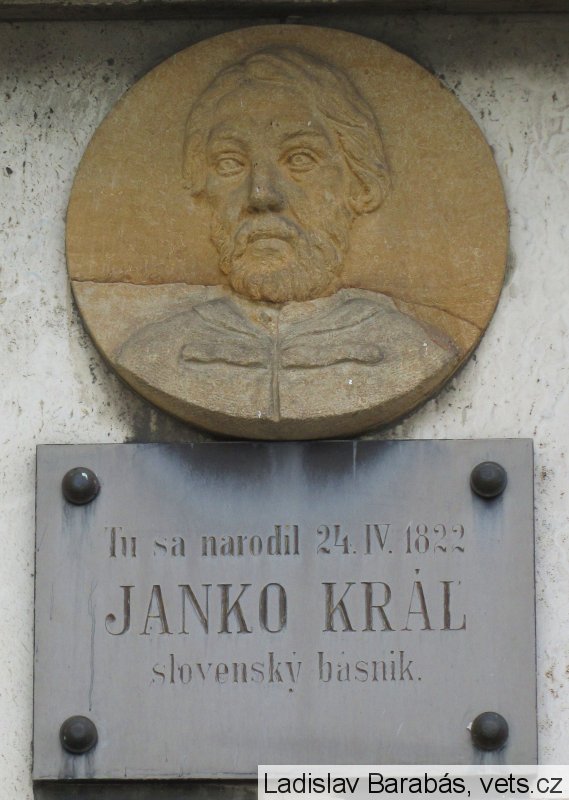 Tu sa narodil 24. IV. 1822
JANKO KRÁĽ
slovenský básnik.
Ladislav Barabás, vets.cz